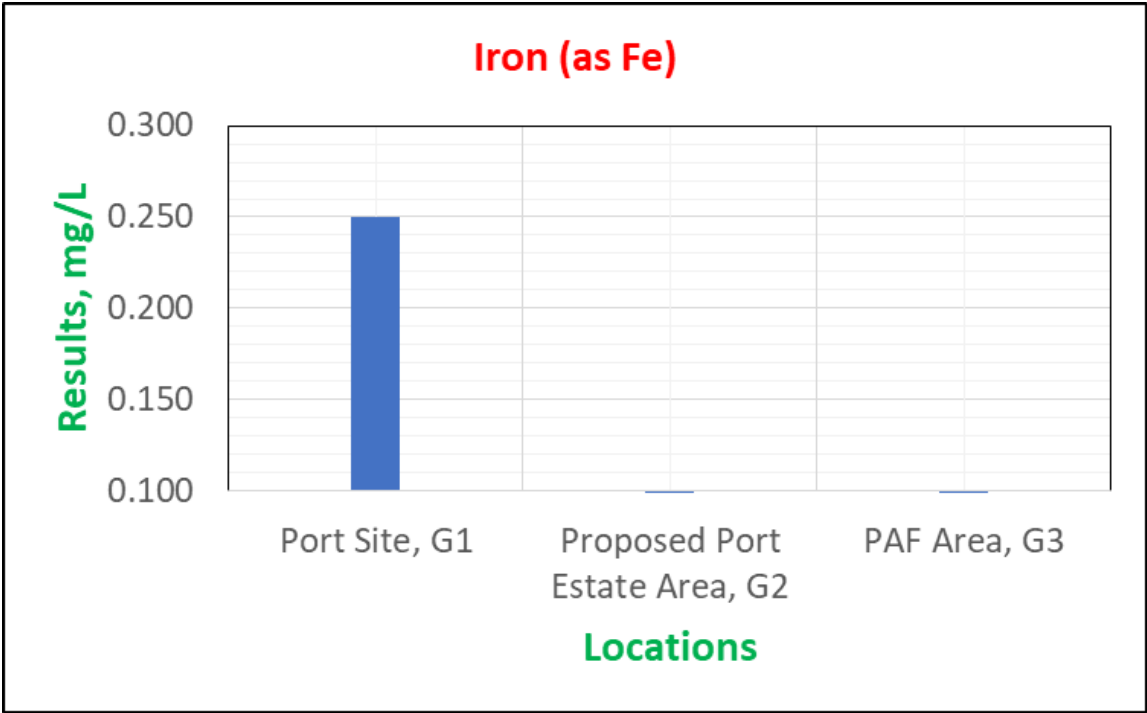 Iron (as Fe)
Results, mg/L
0.300
0.250
0.200
0.150
0.100
Port Site, G1
Proposed Port
Estate Area, G2
PAF Area, G3
Locations